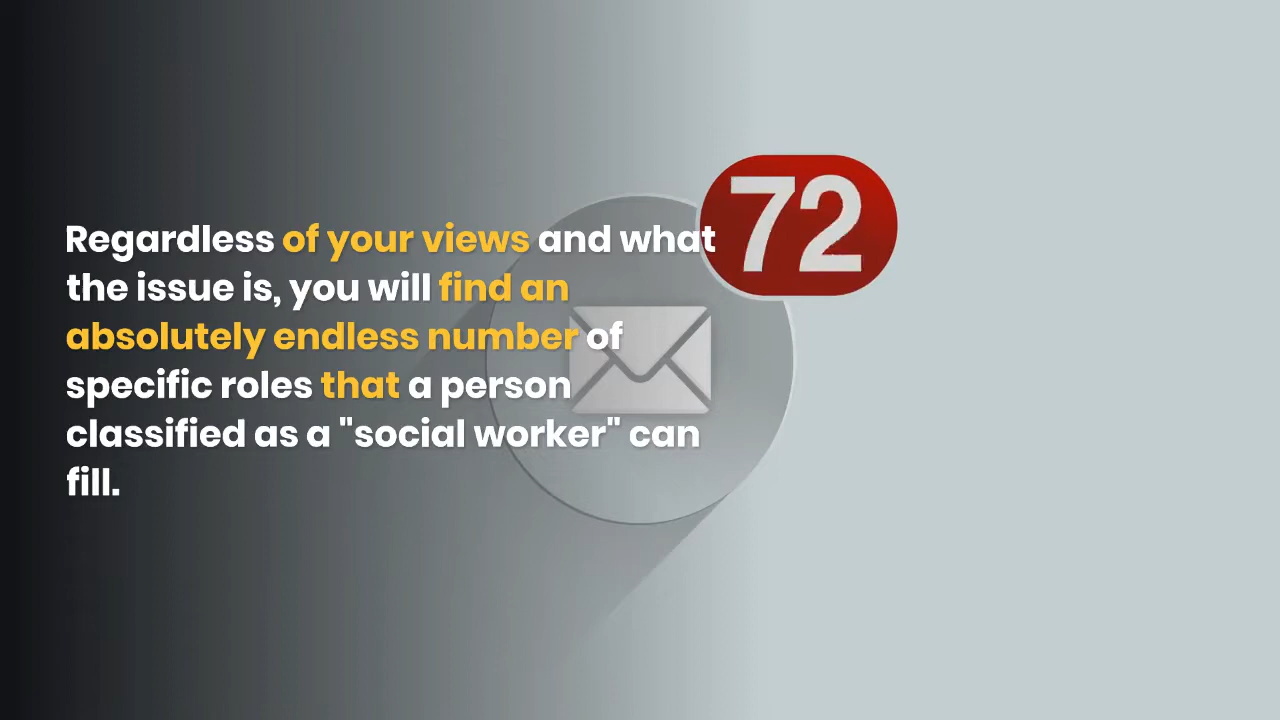 Regardless of your views and what
the issue is, you will find an
absolutely endless number of
specific roles that a person
classified as a "social worker" can
fill.
72